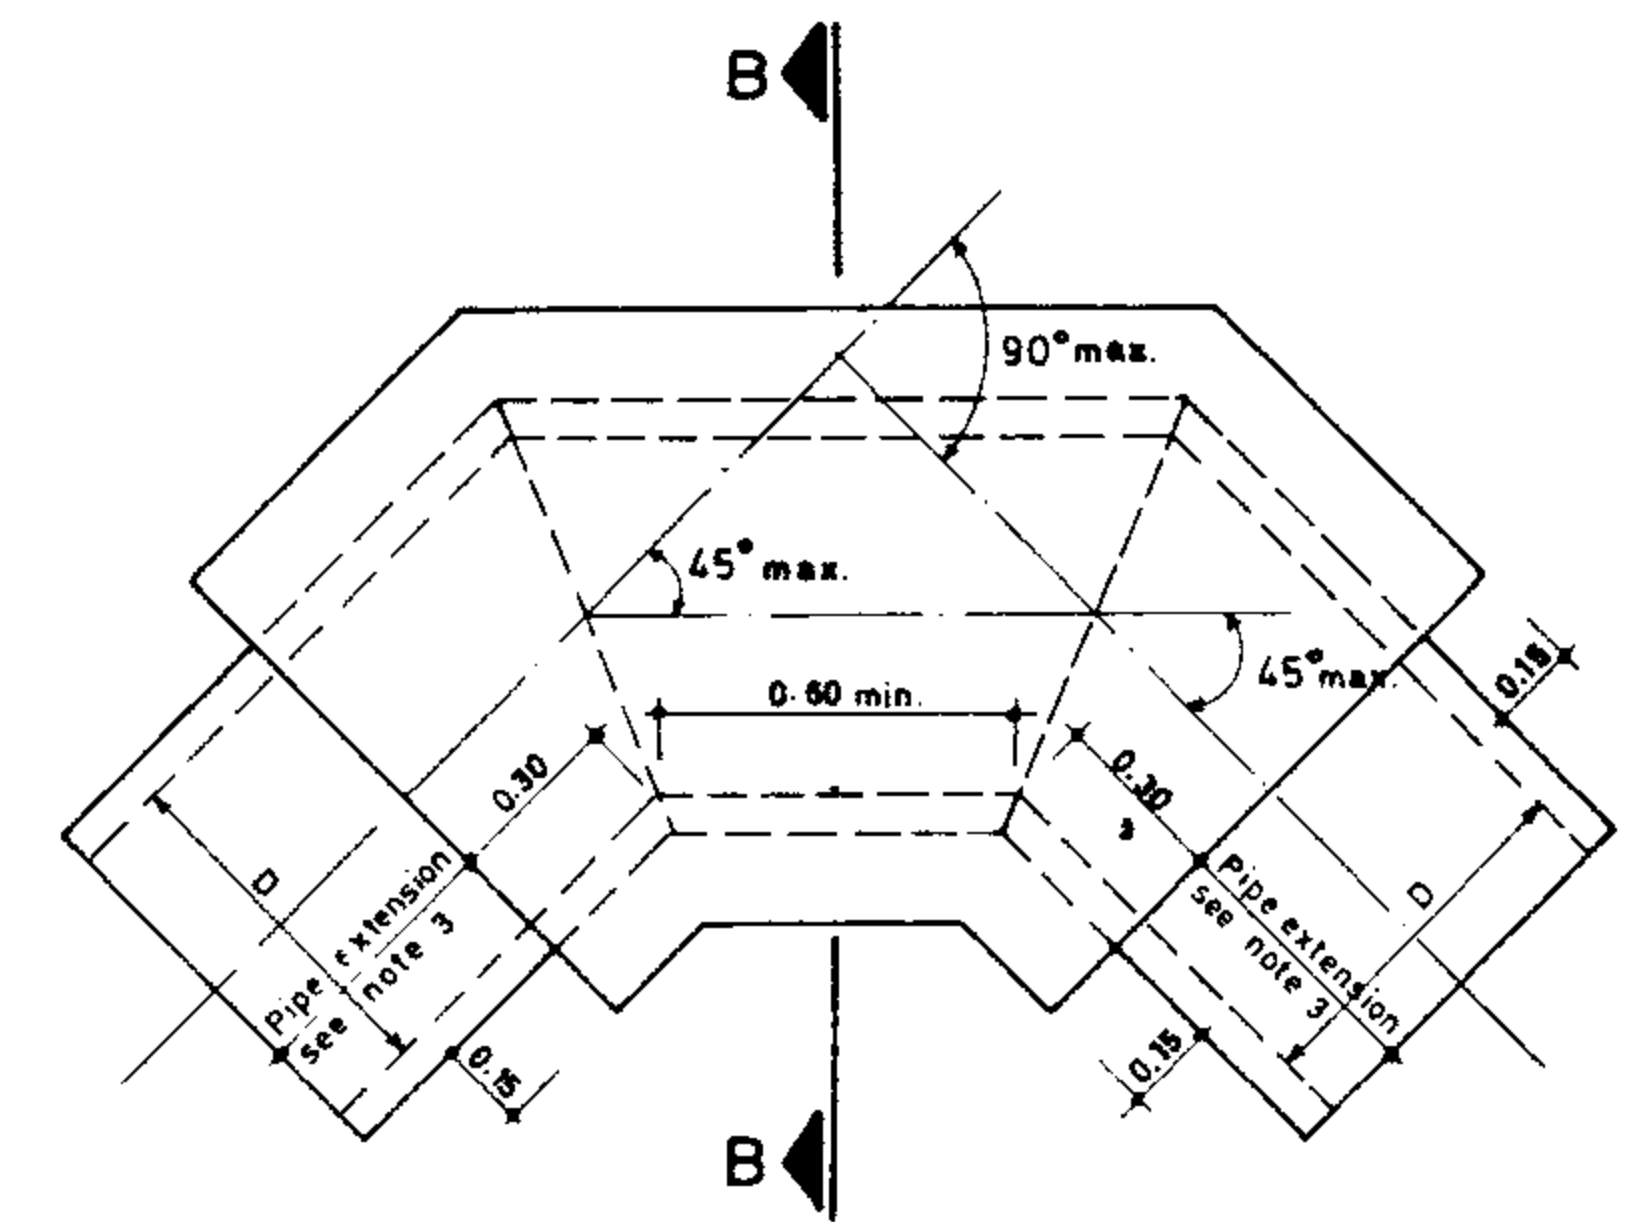 B
90° max.
45° max.
45° max.
0.15
0.60 min.
0.30
0.30
D
D
Pipe extension
see note 3
Pipe extension
see note 3
0.15
0.15
B